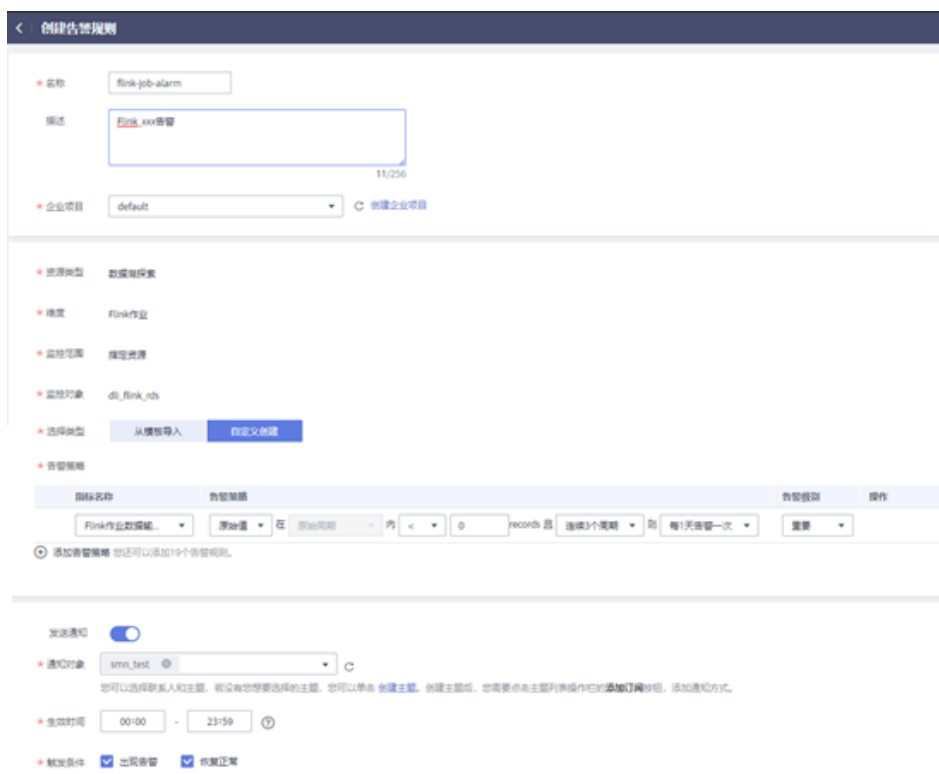 创建告警规则
* 名称 flink-job-alarm
描述 Flink_xxx告警
11/256
* 企业项目 default 创建企业项目
* 资源类型 数据湖探索
* 维度 Flink作业
* 监控范围 指定资源
* 监控对象 dli_flink_rds
* 选择类型 从模板导入 自定义创建
* 告警策略
指标名称 告警策略 告警级别 操作
Flink作业数据输... 原始值 在 原始周期 内 < 0 records 且 连续3个周期 则 每1天告警一次 重要
添加告警策略 您还可以添加19个告警规则。
发送通知
* 通知对象 smn_test
您可以选择联系人和主题，若没有您想要选择的主题，您可以单击 创建主题。创建主题后，您需要点击主题列表操作栏的添加订阅按钮，添加通知方式。
* 生效时间 00:00 - 23:59
* 触发条件 出现告警 恢复正常